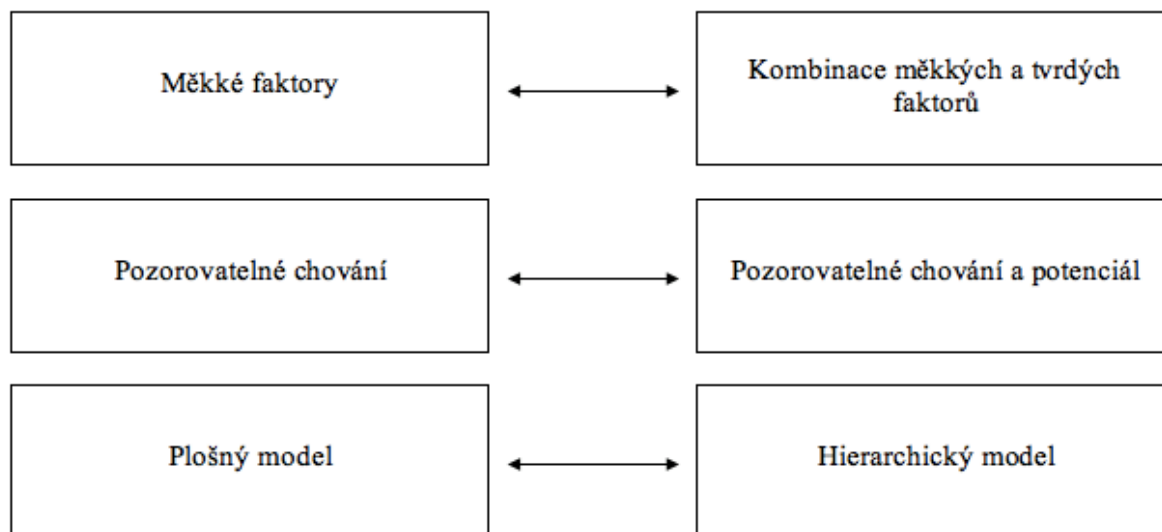 Měkké faktory
Kombinace měkkých a tvrdých
faktorů
Pozorovatelné chování
Pozorovatelné chování a potenciál
Plošný model
Hierarchický model